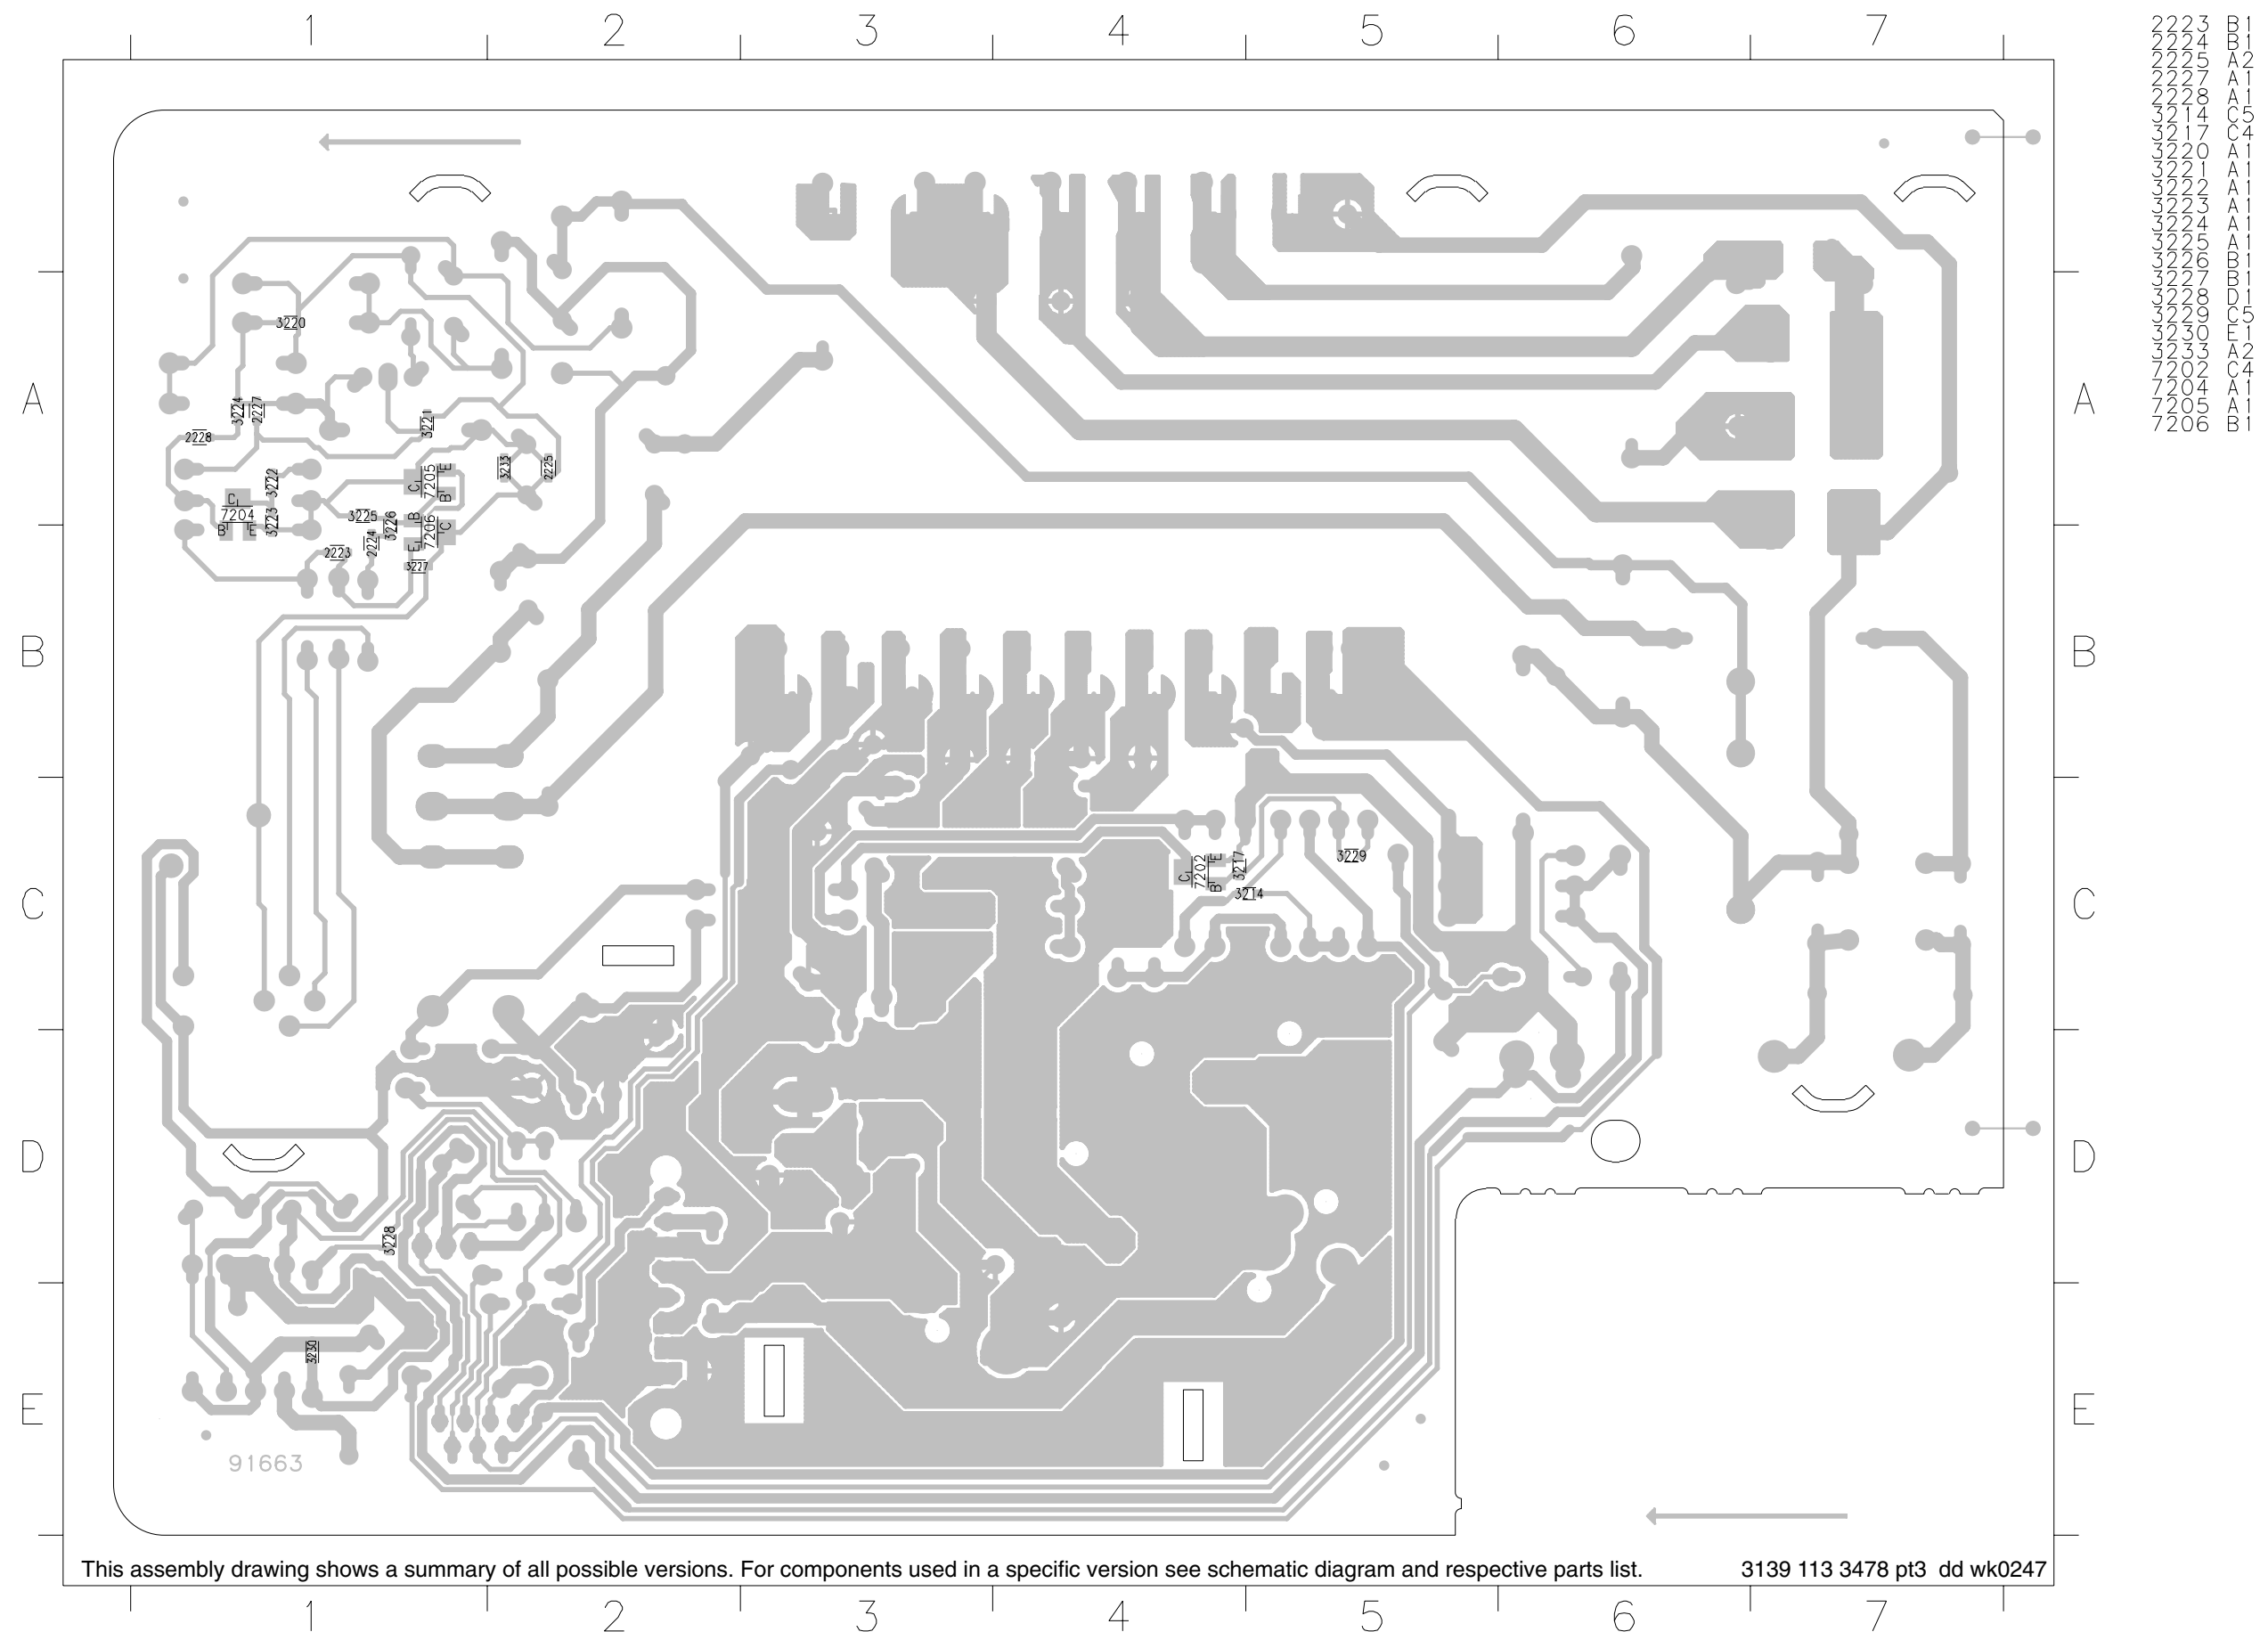 1 2 3 4 5 6 7
2223 B1
2224 B1
2225 A2
2227 A1
2228 A1
3214 C5
3217 C4
3220 A1
3221 A1
3222 A1
3223 A1
3224 A1
3225 A1
3226 B1
3227 B1
3228 D1
3229 C5
3230 E1
3233 A2
7202 C4
7204 A1
7205 A1
7206 B1
3220
A A
3224
2227
3221
2228
3222
C
7204
B E
3223
C
7205
E
B
3233
2225
3225
3226
B
7206
C
E
2224
2223
3227
B B
C
7202
E
B
3217
3229
3214
C C
D D
3228
3230
E E
91663
This assembly drawing shows a summary of all possible versions. For components used in a specific version see schematic diagram and respective parts list. 3139 113 3478 pt3 dd wk0247
1 2 3 4 5 6 7